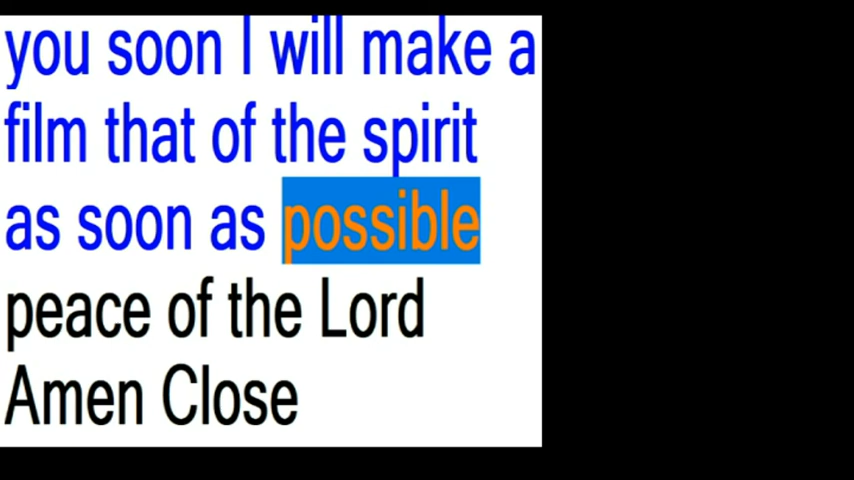 you soon I will make a
film that of the spirit
as soon as possible
peace of the Lord
Amen Close